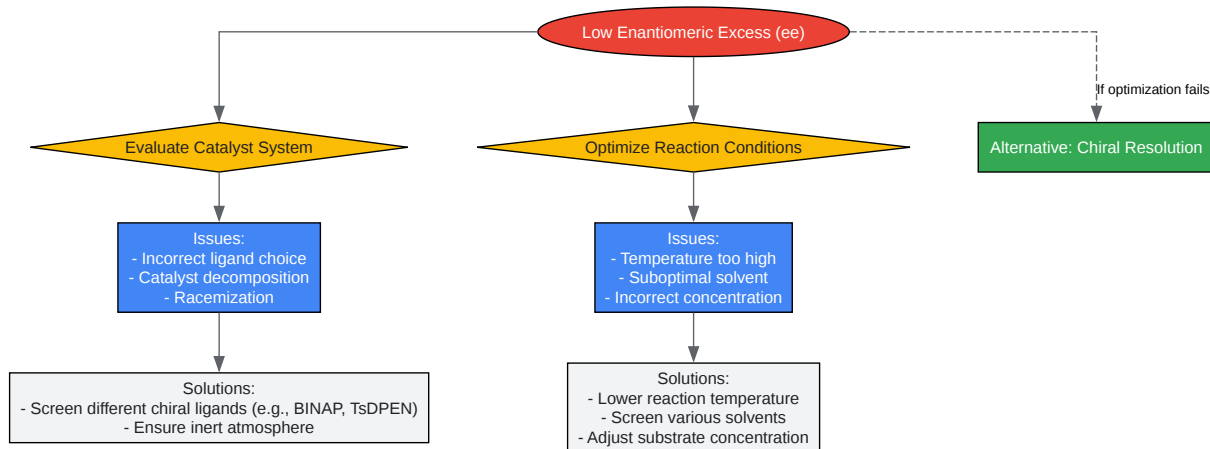 Low Enantiomeric Excess (ee)
If optimization fails
Evaluate Catalyst System
Optimize Reaction Conditions
Alternative: Chiral Resolution
Issues:
- Incorrect ligand choice
- Catalyst decomposition
- Racemization
Issues:
- Temperature too high
- Suboptimal solvent
- Incorrect concentration
Solutions:
- Screen different chiral ligands (e.g., BINAP, TsDPEN)
- Ensure inert atmosphere
Solutions:
- Lower reaction temperature
- Screen various solvents
- Adjust substrate concentration